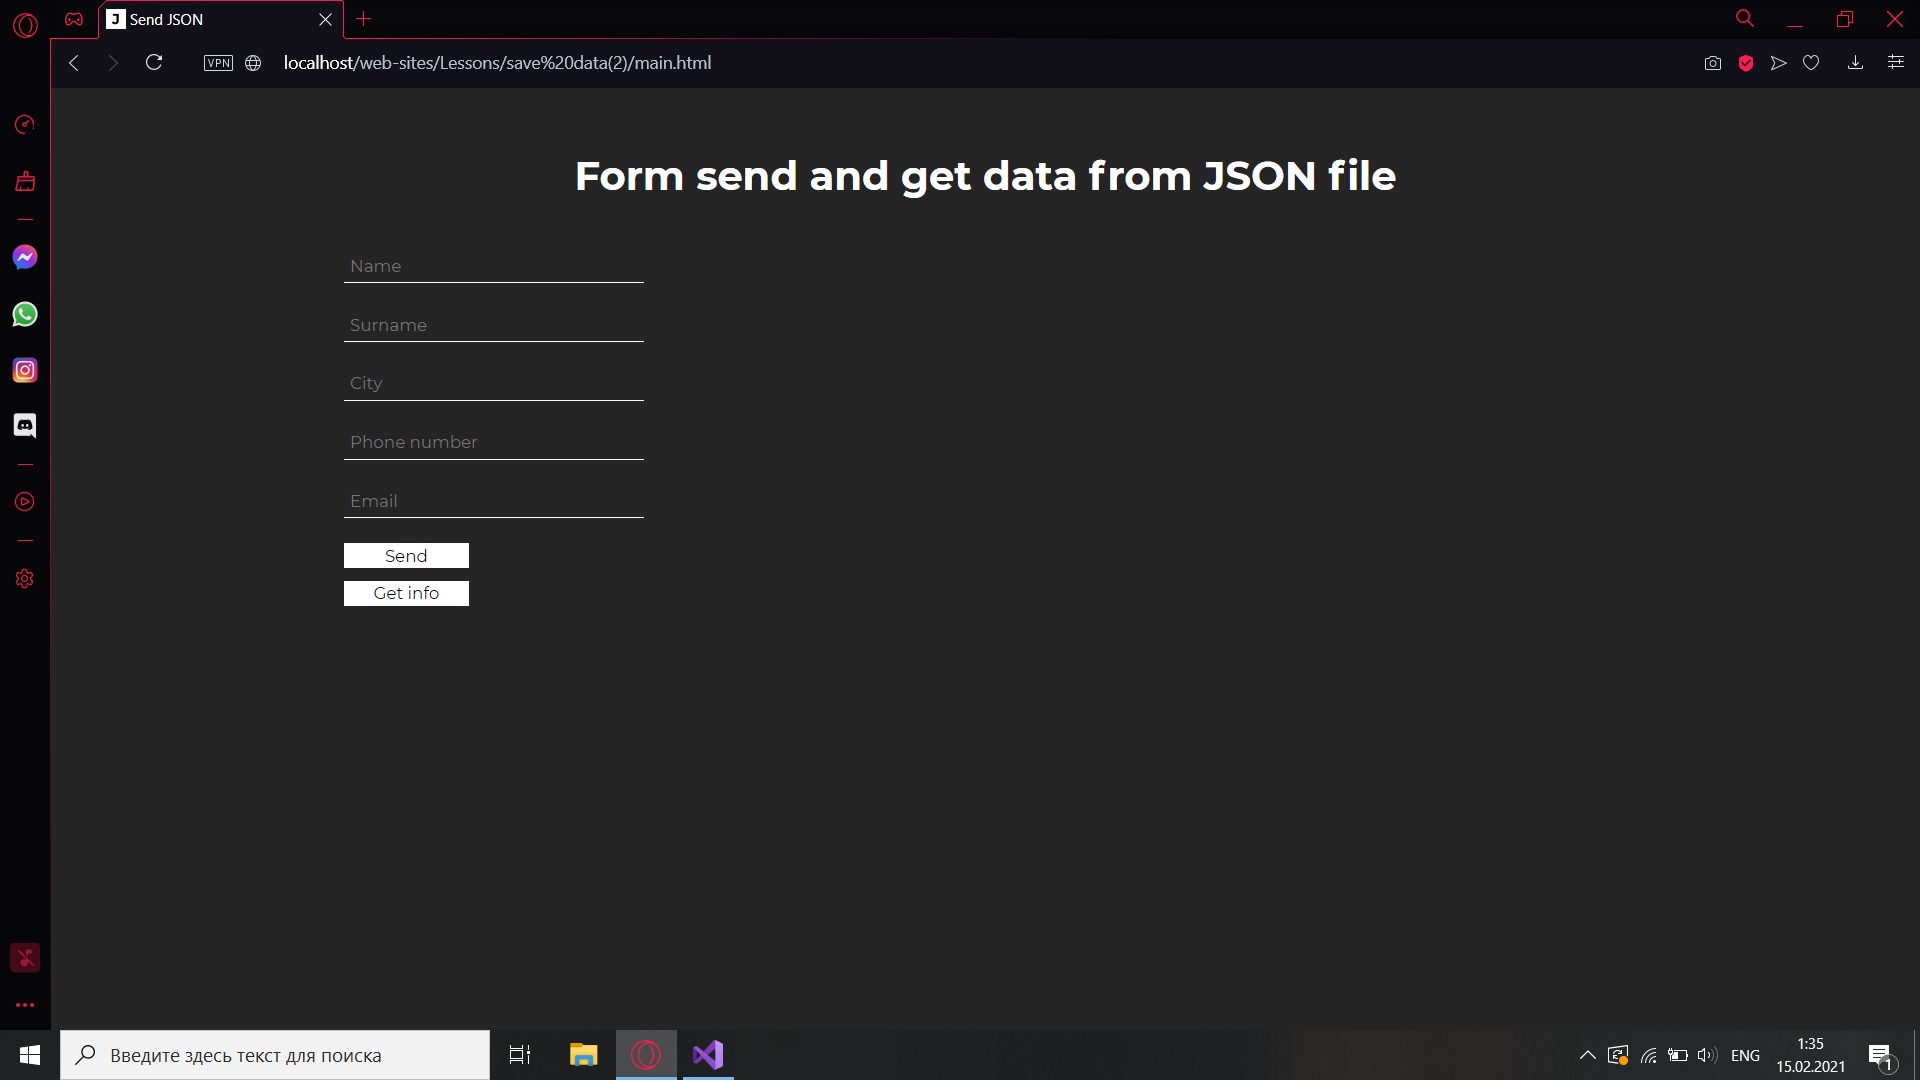 J Send JSON
VPN
localhost/web-sites/Lessons/save%20data(2)/main.html
Form send and get data from JSON file
Name
Surname
City
Phone number
Email
Send
Get info
Введите здесь текст для поиска
ENG
1:35
15.02.2021
1